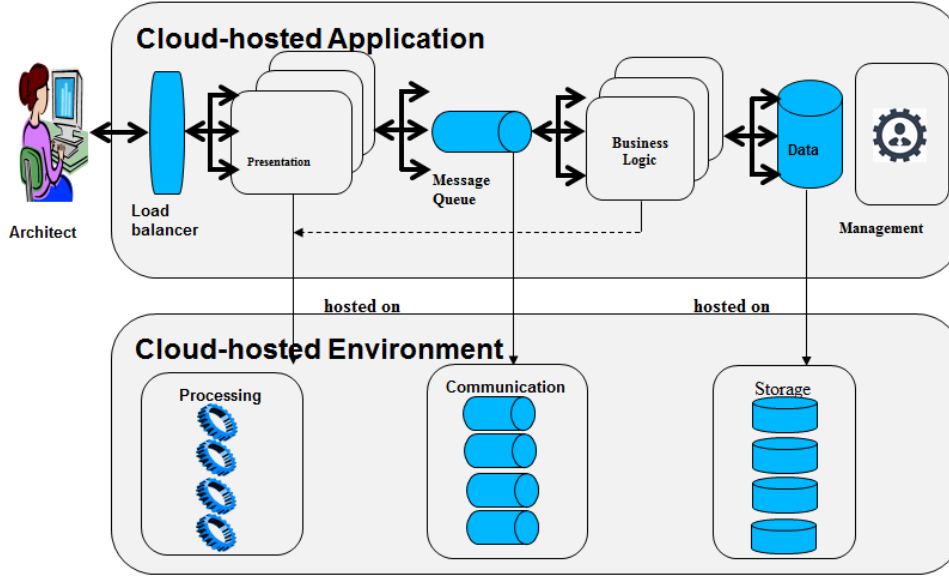 Cloud-hosted Application
Presentation
Business
Logic
Data
Message
Queue
Load
balancer
Architect
Management
hosted on
hosted on
Cloud-hosted Environment
Processing
Communication
Storage